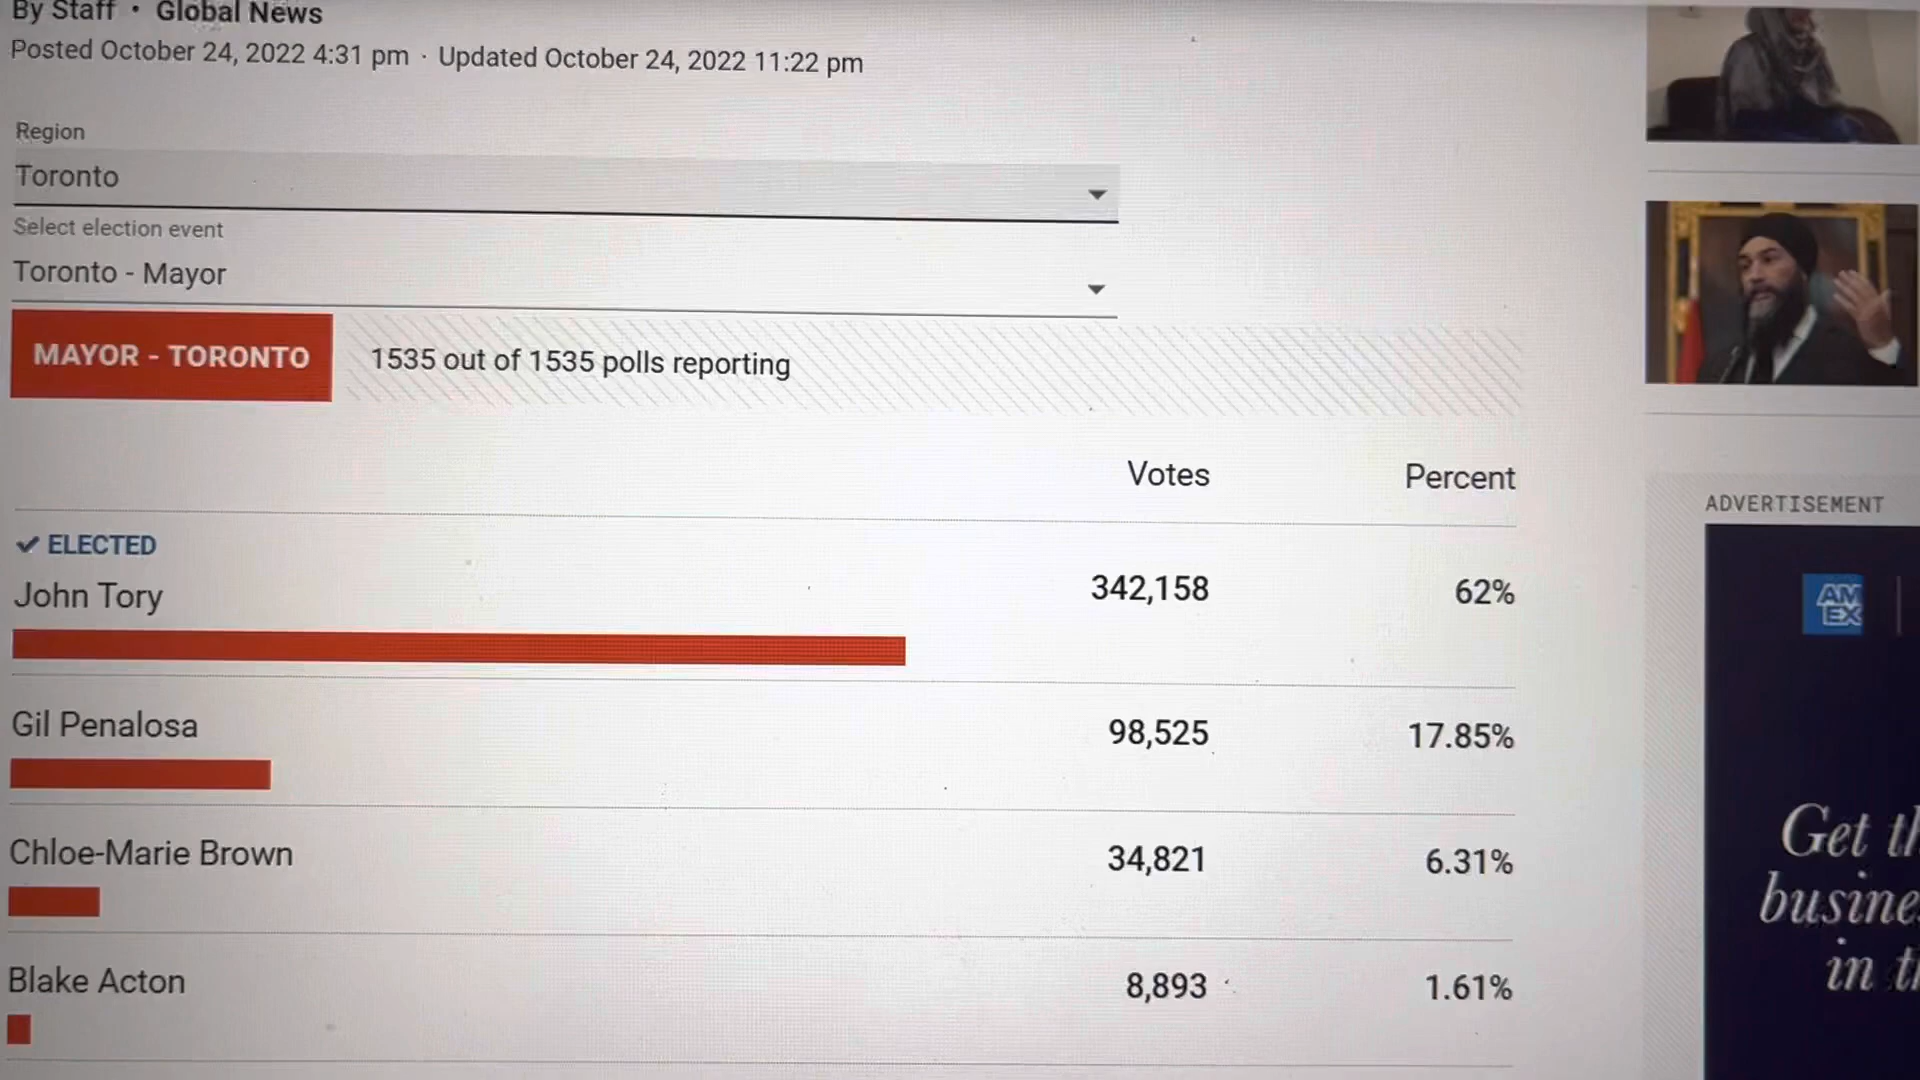 By Staff • Global News
Posted October 24, 2022 4:31 pm · Updated October 24, 2022 11:22 pm
Region
Toronto
Select election event
Toronto - Mayor
MAYOR - TORONTO 1535 out of 1535 polls reporting
Votes Percent
✓ ELECTED
John Tory 342,158 62%
Gil Penalosa 98,525 17.85%
Chloe-Marie Brown 34,821 6.31%
Blake Acton 8,893 1.61%
ADVERTISEMENT
AM
EX
Get
in